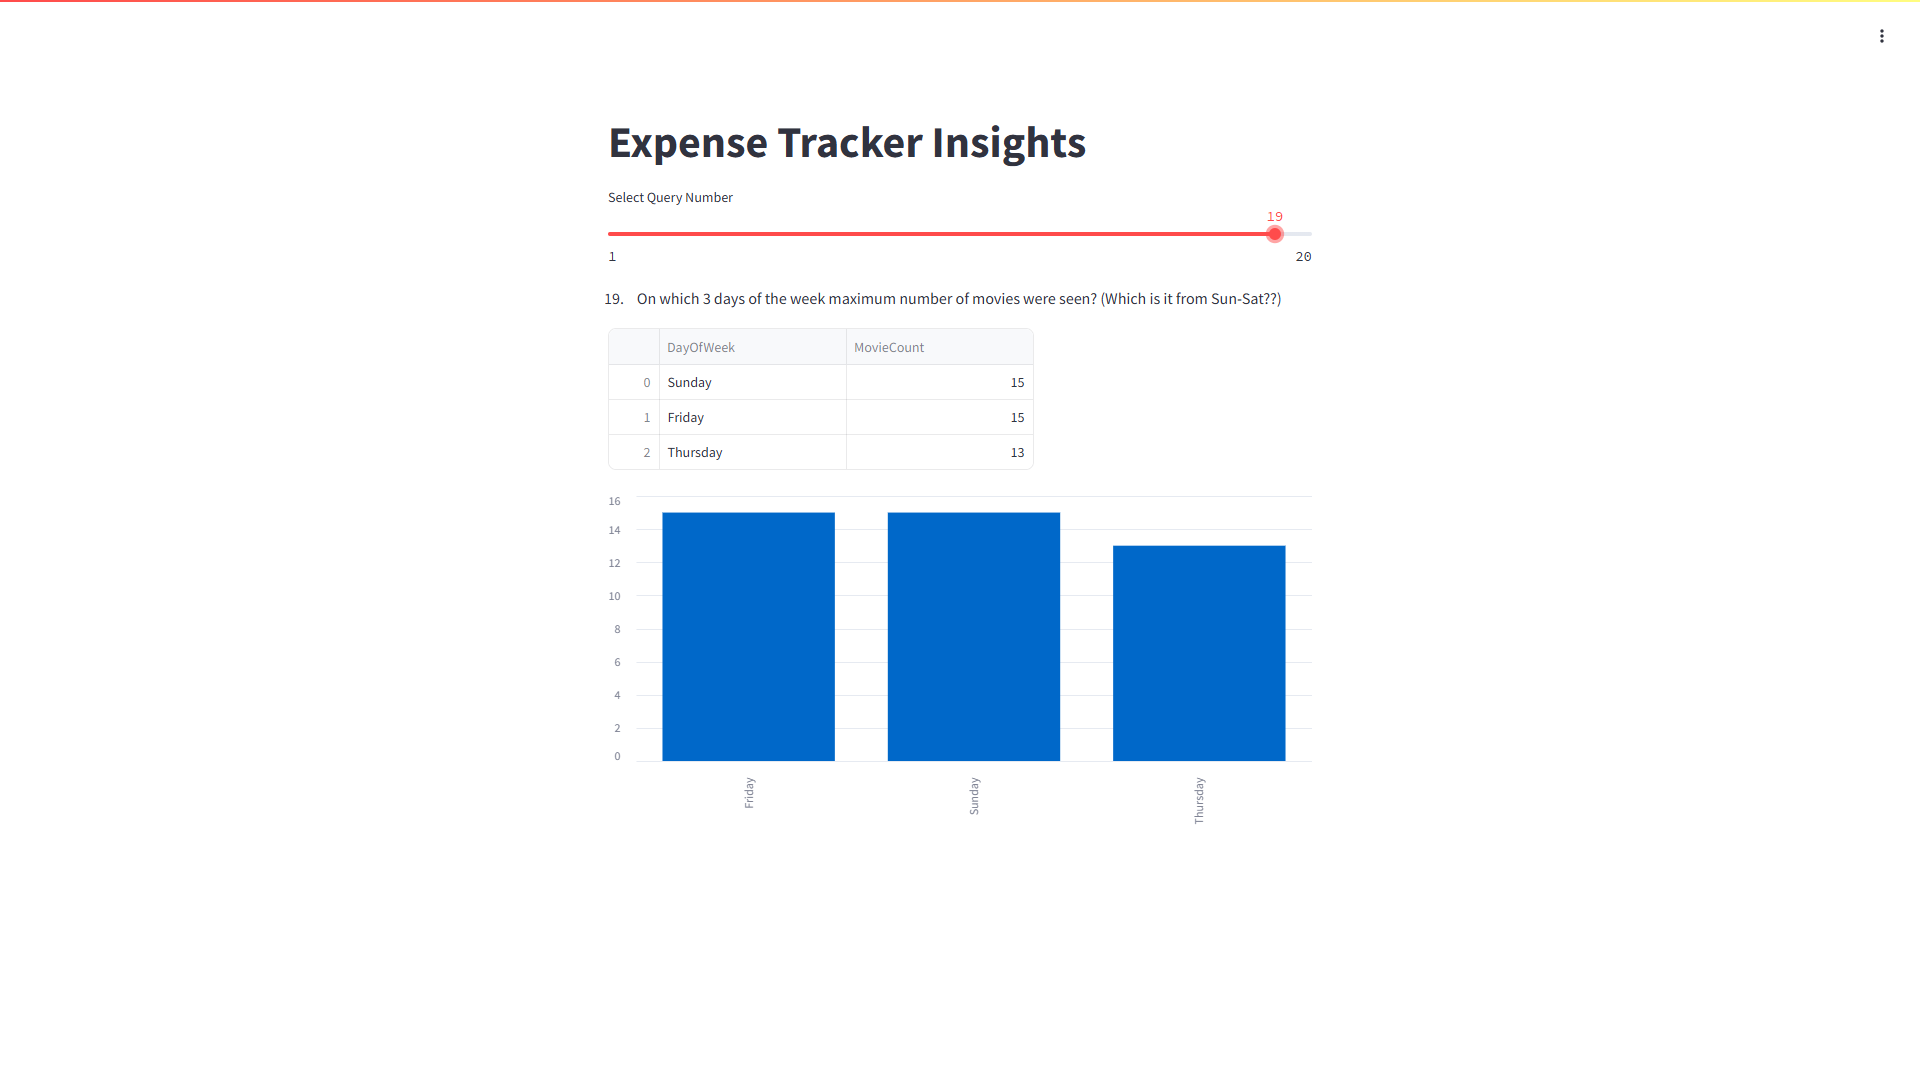 Expense Tracker Insights
Select Query Number
19
1 20
19. On which 3 days of the week maximum number of movies were seen? (Which is it from Sun-Sat??)
DayOfWeek MovieCount
0 Sunday 15
1 Friday 15
2 Thursday 13
16
14
12
10
8
6
4
2
0
Friday Sunday Thursday